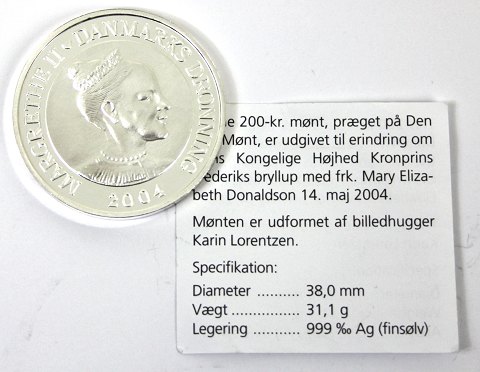 MARGRETHE II · DANMARKS DRONNING
2004
200-kr. mønt, præget på Den
Mønt, er udgivet til erindring om
Kongelige Højhed Kronprins
bryllup med frk. Mary Eliza-
beth Donaldson 14. maj 2004.
Mønten er udformet af billedhugger
Karin Lorentzen.
Specifikation:
Diameter .......... 38,0 mm
Vægt .......... 31,1 g
Legering .......... 999 ‰ Ag (finsølv)